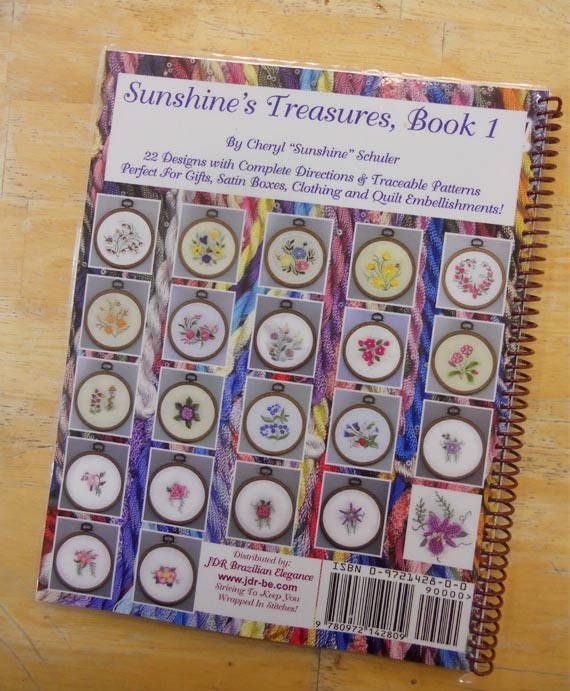 Sunshine's Treasures, Book 1
By Cheryl "Sunshine" Schuler
22 Designs with Complete Directions & Traceable Patterns
Perfect For Gifts, Satin Boxes, Clothing and Quilt Embellishments!
Distributed by:
JDR Brazilian Elegance
www.jdr-be.com
Striving To Keep You
Wrapped In Stitches!
ISBN 0-9721428-0-0
90000>
9 780972 142809